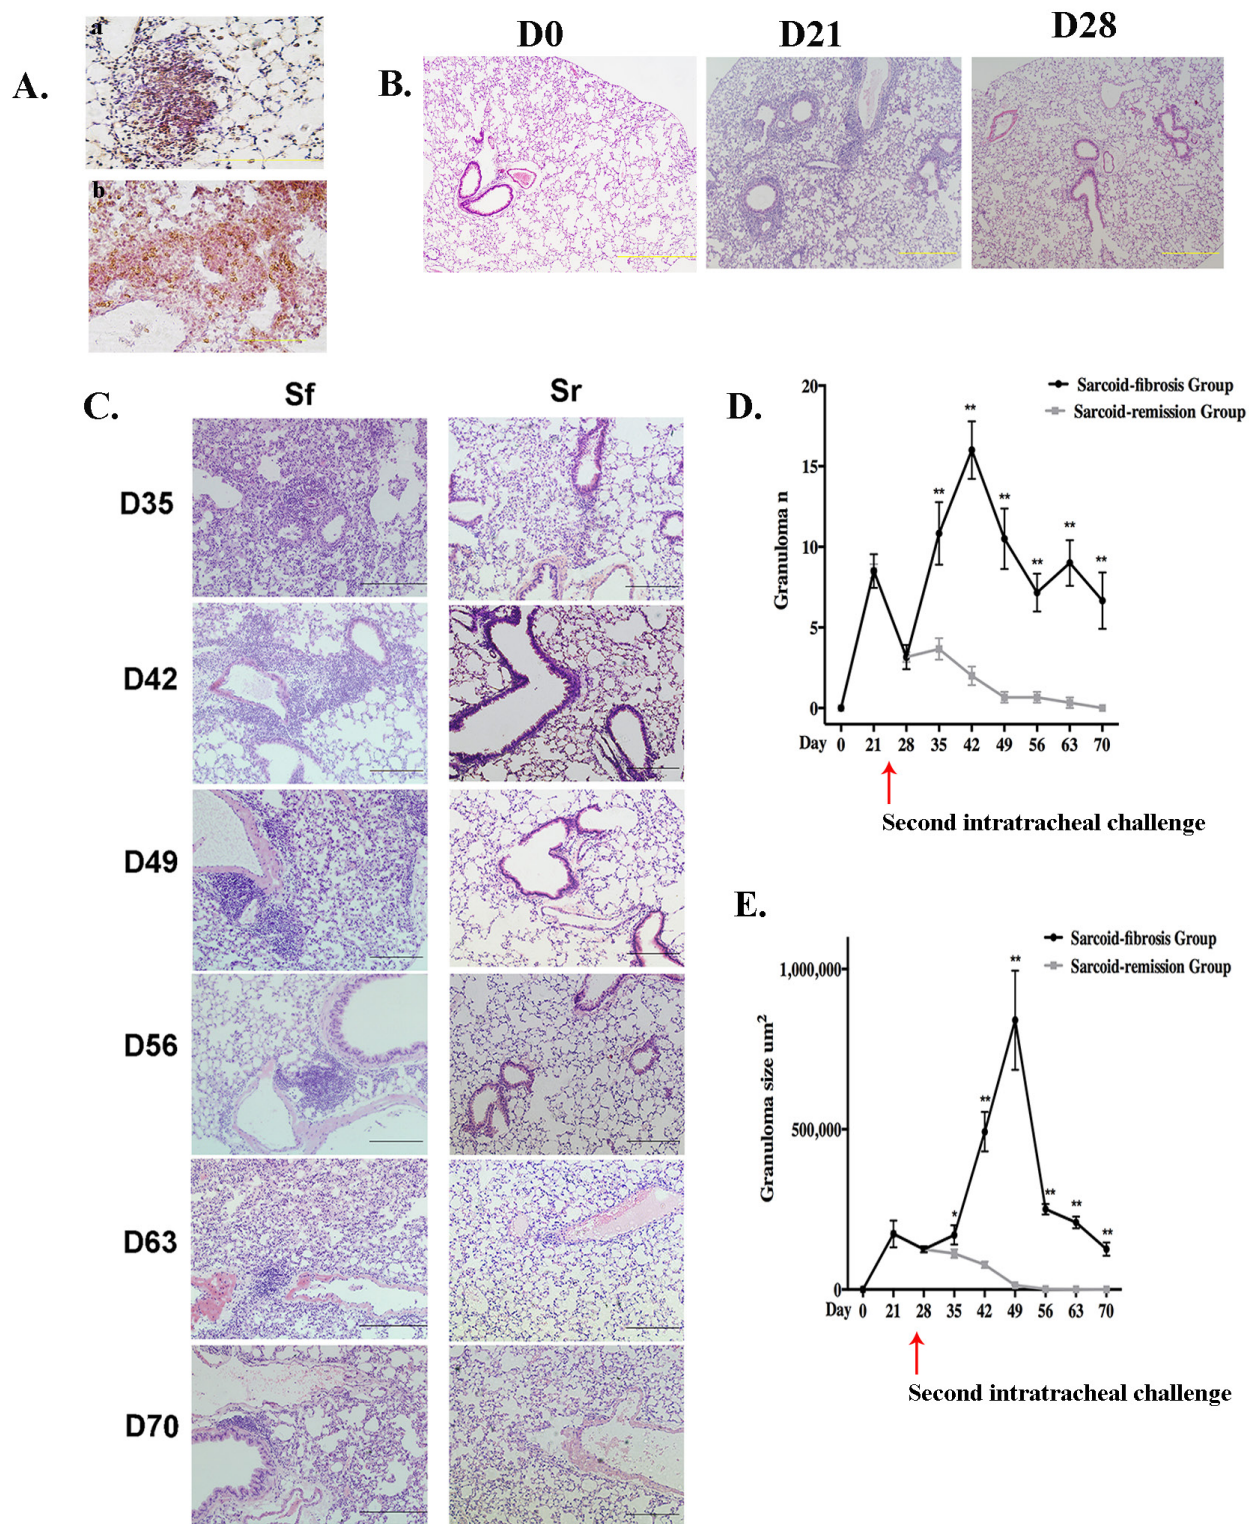 A.
a
b
B.
D0
D21
D28
C.
Sf
Sr
D35
D42
D49
D56
D63
D70
D.
Sarcoid-fibrosis Group
Sarcoid-remission Group
Granuloma n
20
15
10
5
0
Day 0 21 28 35 42 49 56 63 70
** ** ** ** ** **
Second intratracheal challenge
E.
Sarcoid-fibrosis Group
Sarcoid-remission Group
Granuloma size um²
1,000,000
500,000
0
Day 0 21 28 35 42 49 56 63 70
* ** ** ** ** **
Second intratracheal challenge